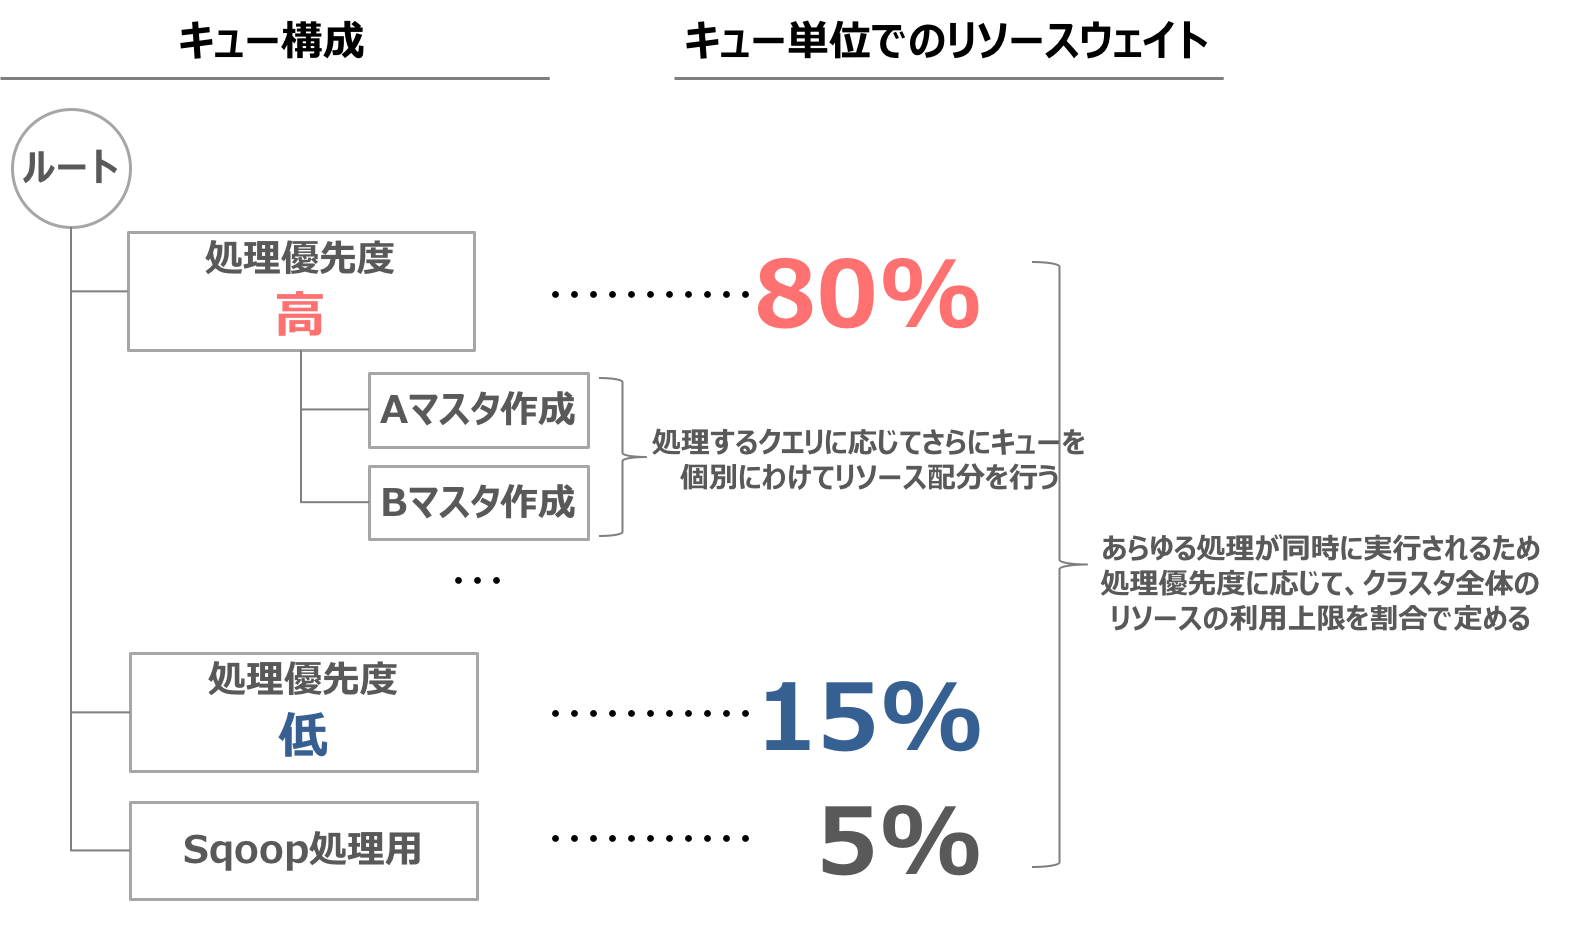 キュー構成
キュー単位でのリソースウェイト
ルート
処理優先度
高
80%
Aマスタ作成
Bマスタ作成
処理するクエリに応じてさらにキューを
個別にわけてリソース配分を行う
･･･
あらゆる処理が同時に実行されるため
処理優先度に応じて、クラスタ全体の
リソースの利用上限を割合で定める
処理優先度
低
15%
Sqoop処理用
5%